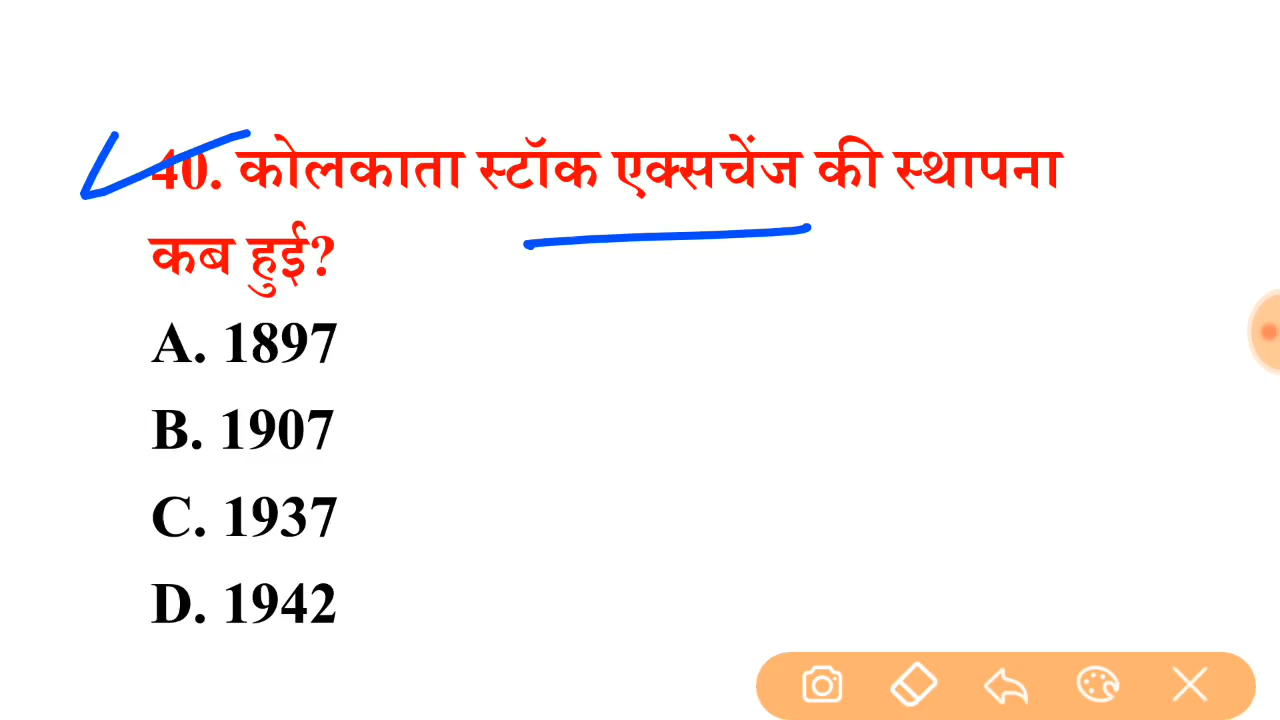 40. कोलकाता स्टॉक एक्सचेंज की स्थापना
कब हुई?
A. 1897
B. 1907
C. 1937
D. 1942